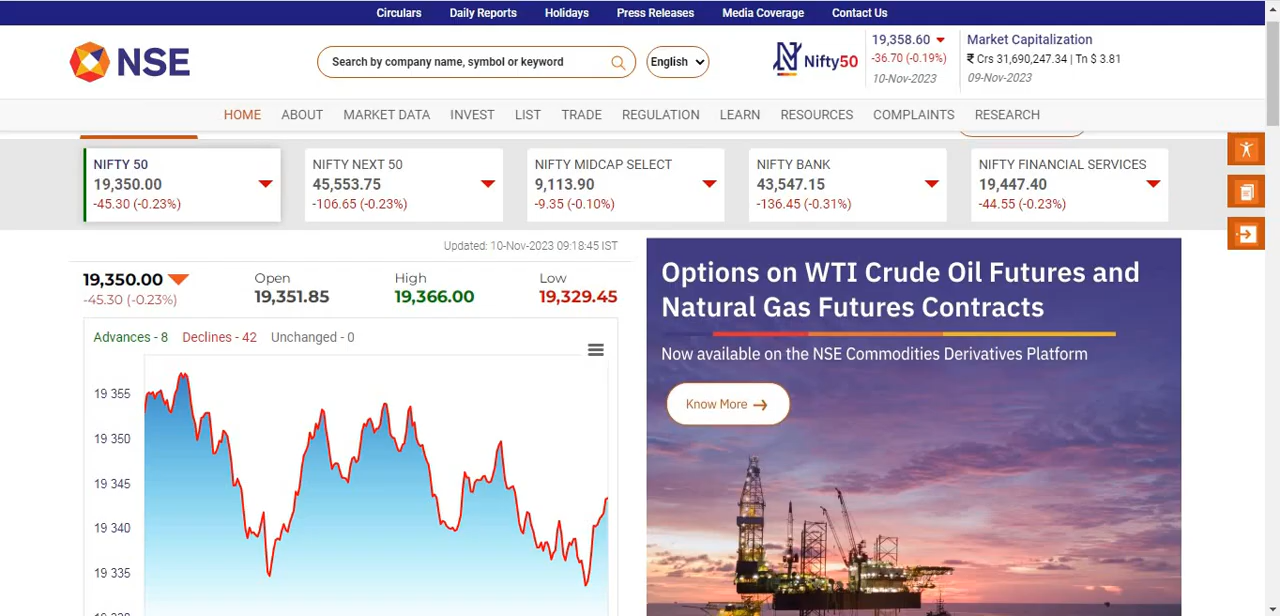 Circulars Daily Reports Holidays Press Releases Media Coverage Contact Us
NSE
Search by company name, symbol or keyword
English
Nifty50
19,358.60
-36.70 (-0.19%)
10-Nov-2023
Market Capitalization
₹ Crs 31,690,247.34 | Tn $ 3.81
09-Nov-2023
HOME ABOUT MARKET DATA INVEST LIST TRADE REGULATION LEARN RESOURCES COMPLAINTS RESEARCH
NIFTY 50
19,350.00
-45.30 (-0.23%)
NIFTY NEXT 50
45,553.75
-106.65 (-0.23%)
NIFTY MIDCAP SELECT
9,113.90
-9.35 (-0.10%)
NIFTY BANK
43,547.15
-136.45 (-0.31%)
NIFTY FINANCIAL SERVICES
19,447.40
-44.55 (-0.23%)
Updated: 10-Nov-2023 09:18:45 IST
19,350.00
-45.30 (-0.23%)
Open
19,351.85
High
19,366.00
Low
19,329.45
Advances - 8 Declines - 42 Unchanged - 0
19 355
19 350
19 345
19 340
19 335
Options on WTI Crude Oil Futures and
Natural Gas Futures Contracts
Now available on the NSE Commodities Derivatives Platform
Know More →